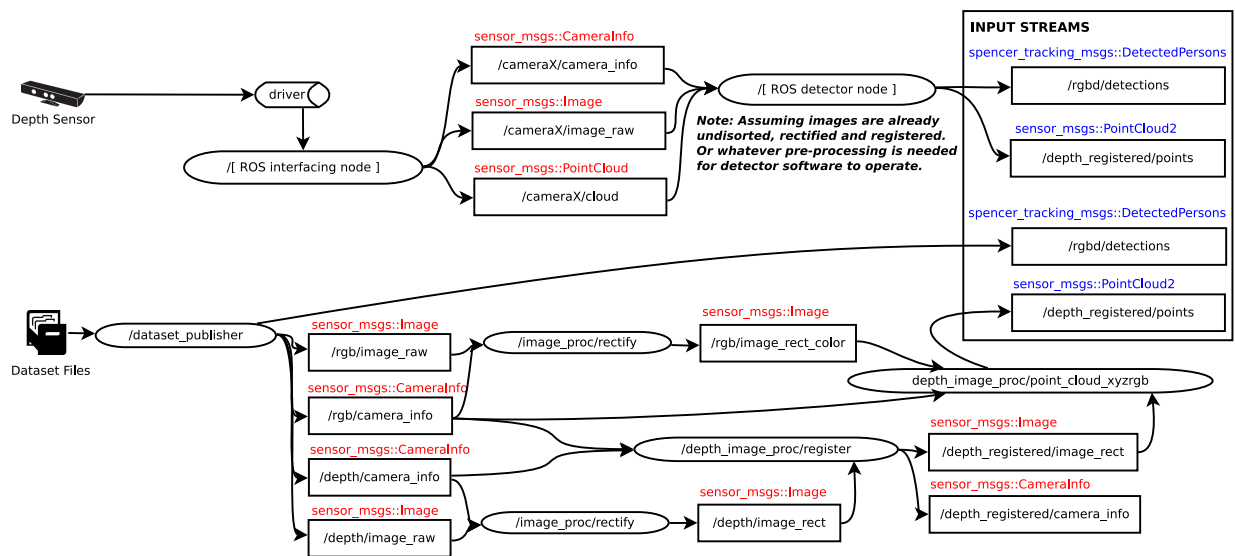 INPUT STREAMS
sensor_msgs::CameraInfo
/cameraX/camera_info
spencer_tracking_msgs::DetectedPersons
/rgbd/detections
Depth Sensor
driver
/[ ROS interfacing node ]
sensor_msgs::Image
/cameraX/image_raw
sensor_msgs::PointCloud
/cameraX/cloud
/[ ROS detector node ]
Note: Assuming images are already
undisorted, rectified and registered.
Or whatever pre-processing is needed
for detector software to operate.
sensor_msgs::PointCloud2
/depth_registered/points
spencer_tracking_msgs::DetectedPersons
/rgbd/detections
sensor_msgs::PointCloud2
/depth_registered/points
Dataset Files
/dataset_publisher
sensor_msgs::Image
/rgb/image_raw
sensor_msgs::CameraInfo
/rgb/camera_info
sensor_msgs::CameraInfo
/depth/camera_info
sensor_msgs::Image
/depth/image_raw
/image_proc/rectify
sensor_msgs::Image
/rgb/image_rect_color
depth_image_proc/point_cloud_xyzrgb
/depth_image_proc/register
/image_proc/rectify
sensor_msgs::Image
/depth/image_rect
sensor_msgs::Image
/depth_registered/image_rect
sensor_msgs::CameraInfo
/depth_registered/camera_info